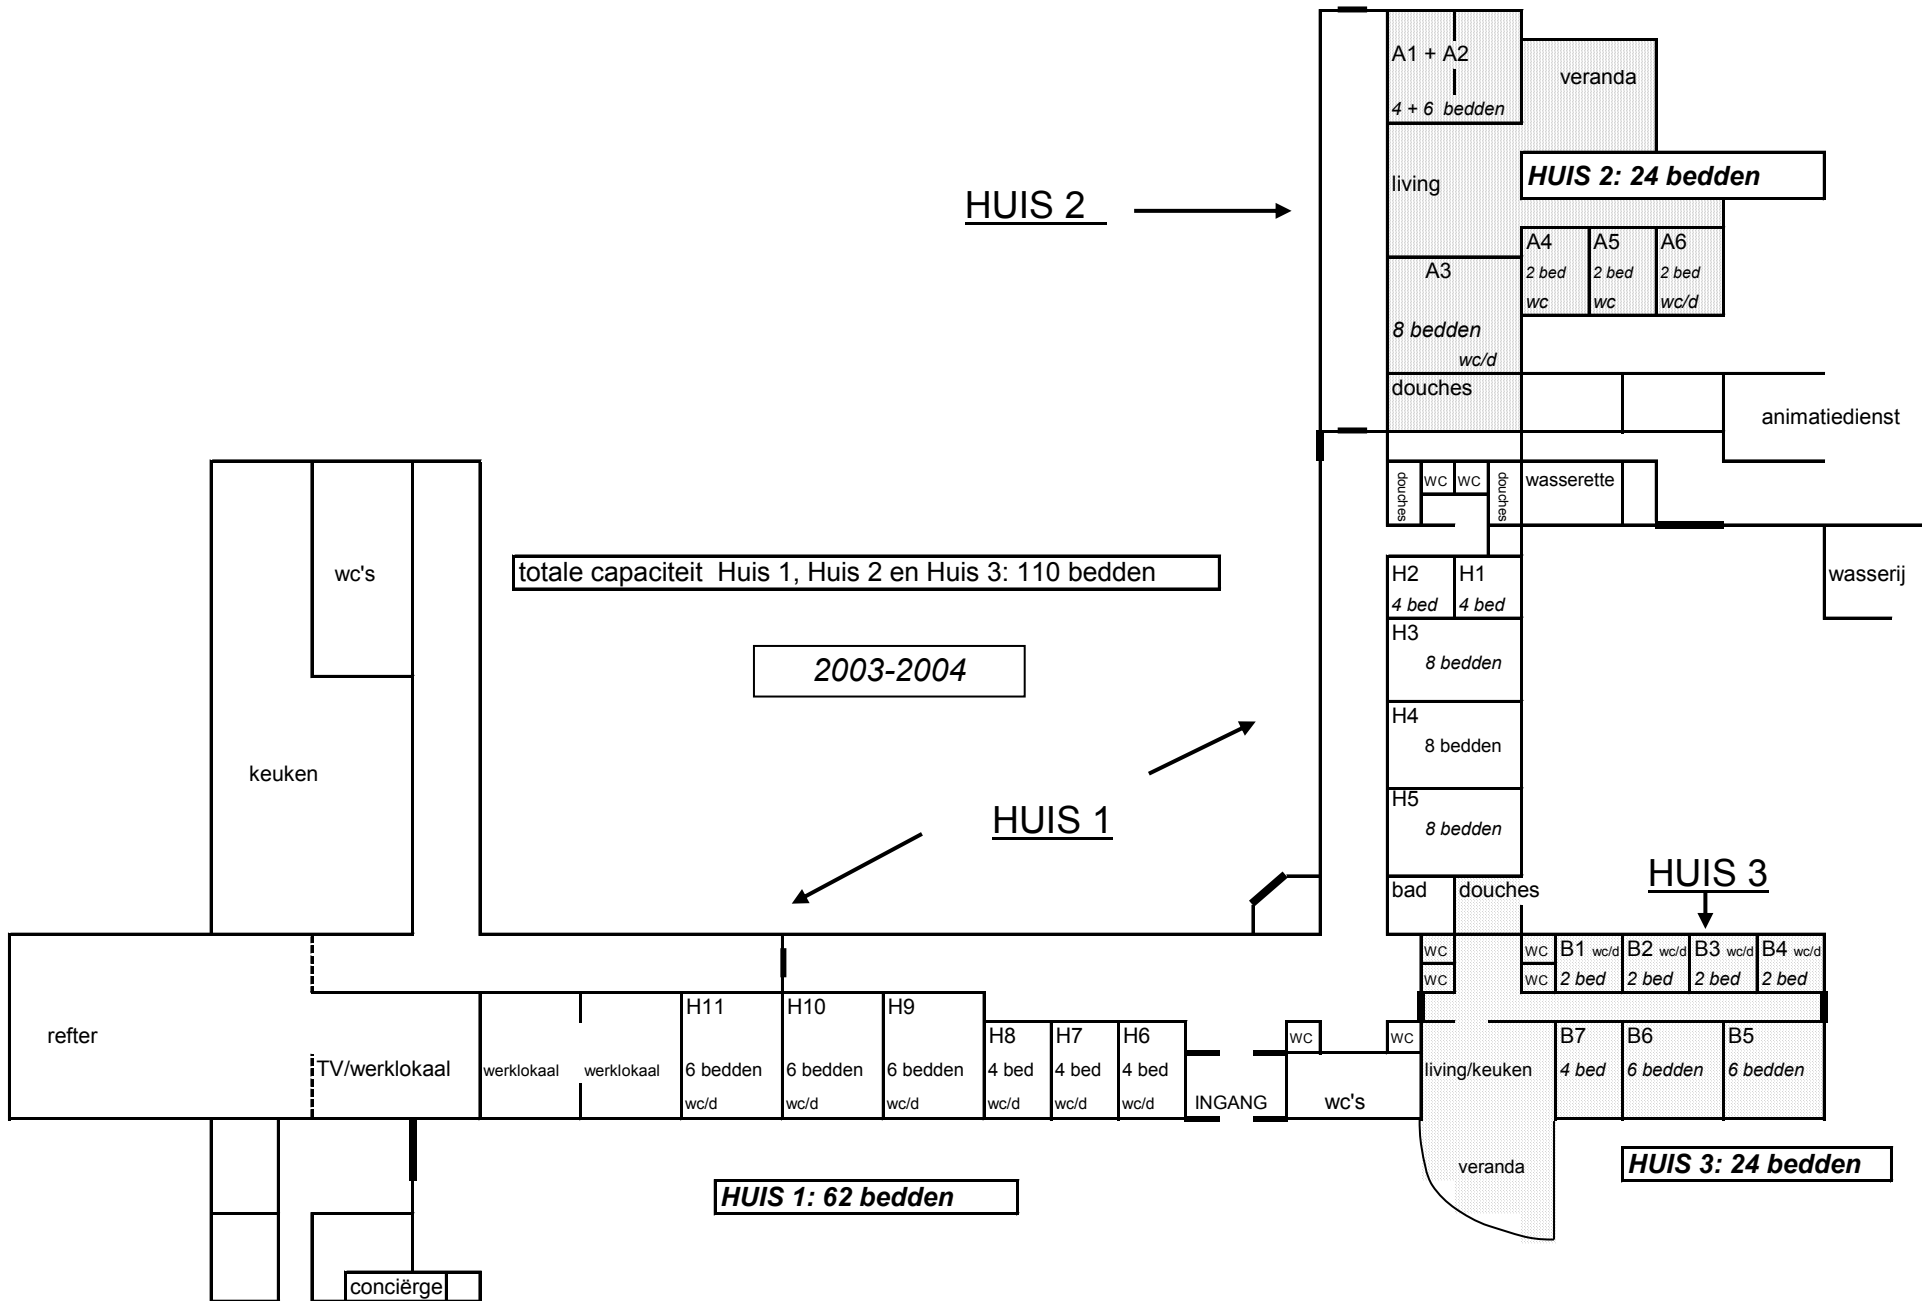 A1 + A2
4 + 6  bedden
veranda
HUIS 2: 24 bedden
living
HUIS 2
A4
2 bed
wc
A5
2 bed
wc
A6
2 bed
wc/d
A3
8 bedden
wc/d
douches
animatiedienst
douches
WC
WC
douches
wasserette
wc's
totale capaciteit  Huis 1, Huis 2 en Huis 3: 110 bedden
H2
4 bed
H1
4 bed
wasserij
H3
8 bedden
2003-2004
H4
8 bedden
keuken
H5
8 bedden
HUIS 1
HUIS 3
bad
douches
WC
WC
WC
WC
B1 wc/d
2 bed
B2 wc/d
2 bed
B3 wc/d
2 bed
B4 wc/d
2 bed
refter
TV/werklokaal
werklokaal
werklokaal
H11
6 bedden
wc/d
H10
6 bedden
wc/d
H9
6 bedden
wc/d
H8
4 bed
wc/d
H7
4 bed
wc/d
H6
4 bed
wc/d
INGANG
WC
WC
wc's
living/keuken
B7
4 bed
B6
6 bedden
B5
6 bedden
veranda
HUIS 3: 24 bedden
HUIS 1: 62 bedden
conciërge